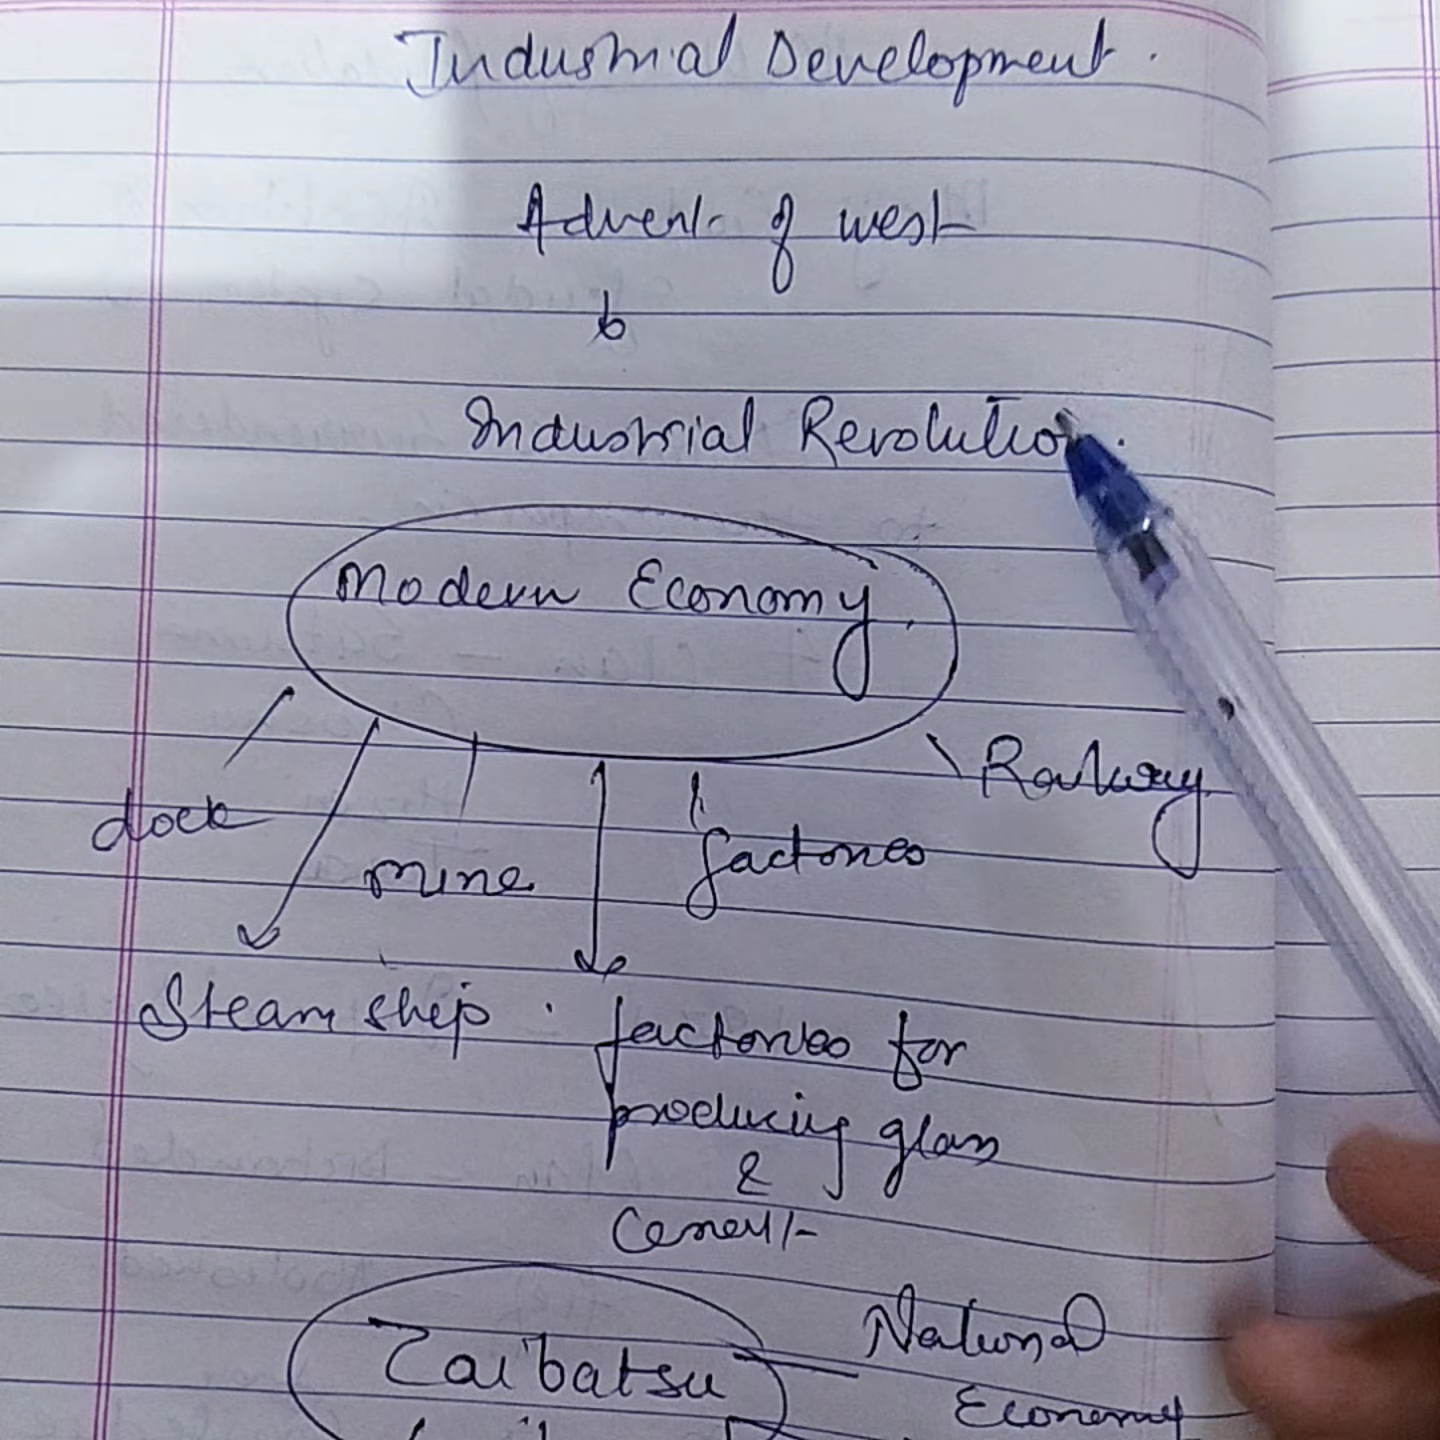 Industrial Development.
Advent of west
Industrial Revolution.
Modern Economy.
Railway
dock
mine
factories
Steam ship
factories for
producing glass
&
Cement
National
Zaibatsu
Economy